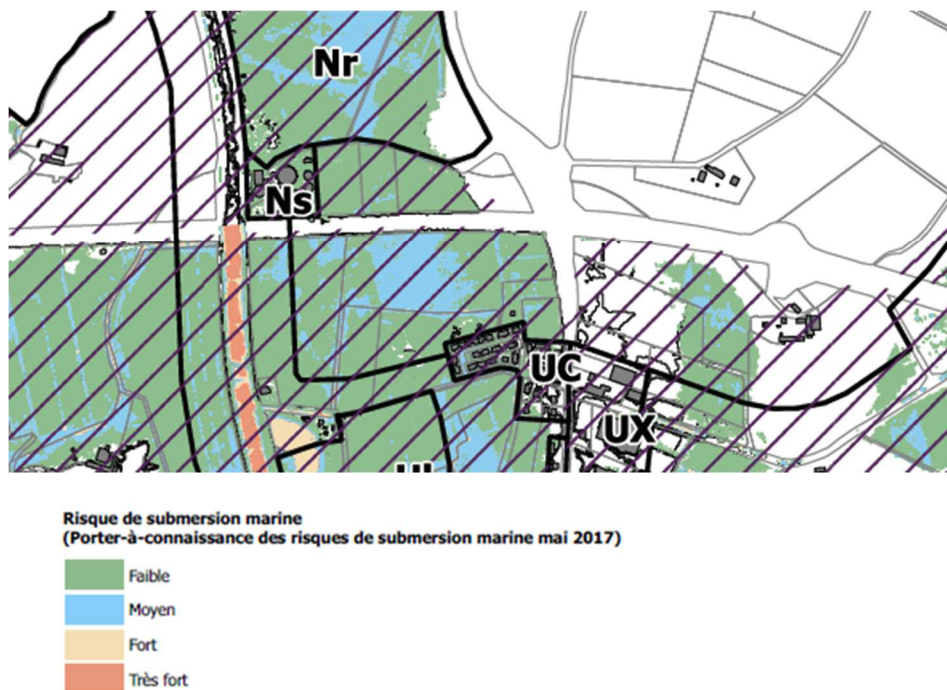 Nr
Ns
UC
UX
Risque de submersion marine
(Porter-à-connaissance des risques de submersion marine mai 2017)
Faible
Moyen
Fort
Très fort